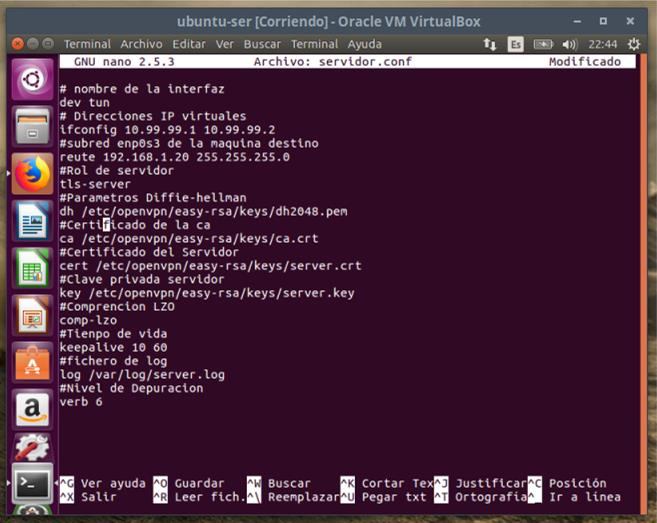 ubuntu-ser [Corriendo] - Oracle VM VirtualBox
Terminal Archivo Editar Ver Buscar Terminal Ayuda Es 22:44
GNU nano 2.5.3 Archivo: servidor.conf Modificado
# nombre de la interfaz
dev tun
# Direcciones IP virtuales
ifconfig 10.99.99.1 10.99.99.2
#subred enp0s3 de la maquina destino
reute 192.168.1.20 255.255.255.0
#Rol de servidor
tls-server
#Parametros Diffie-hellman
dh /etc/openvpn/easy-rsa/keys/dh2048.pem
#Certificado de la ca
ca /etc/openvpn/easy-rsa/keys/ca.crt
#Certificado del Servidor
cert /etc/openvpn/easy-rsa/keys/server.crt
#Clave privada servidor
key /etc/openvpn/easy-rsa/keys/server.key
#Comprencion LZO
comp-lzo
#Tienpo de vida
keepalive 10 60
#fichero de log
log /var/log/server.log
#Nivel de Depuracion
verb 6
^G Ver ayuda ^O Guardar ^W Buscar ^K Cortar Tex^J Justificar^C Posición
^X Salir ^R Leer fich.^\ Reemplazar^U Pegar txt ^T Ortografía^_ Ir a línea